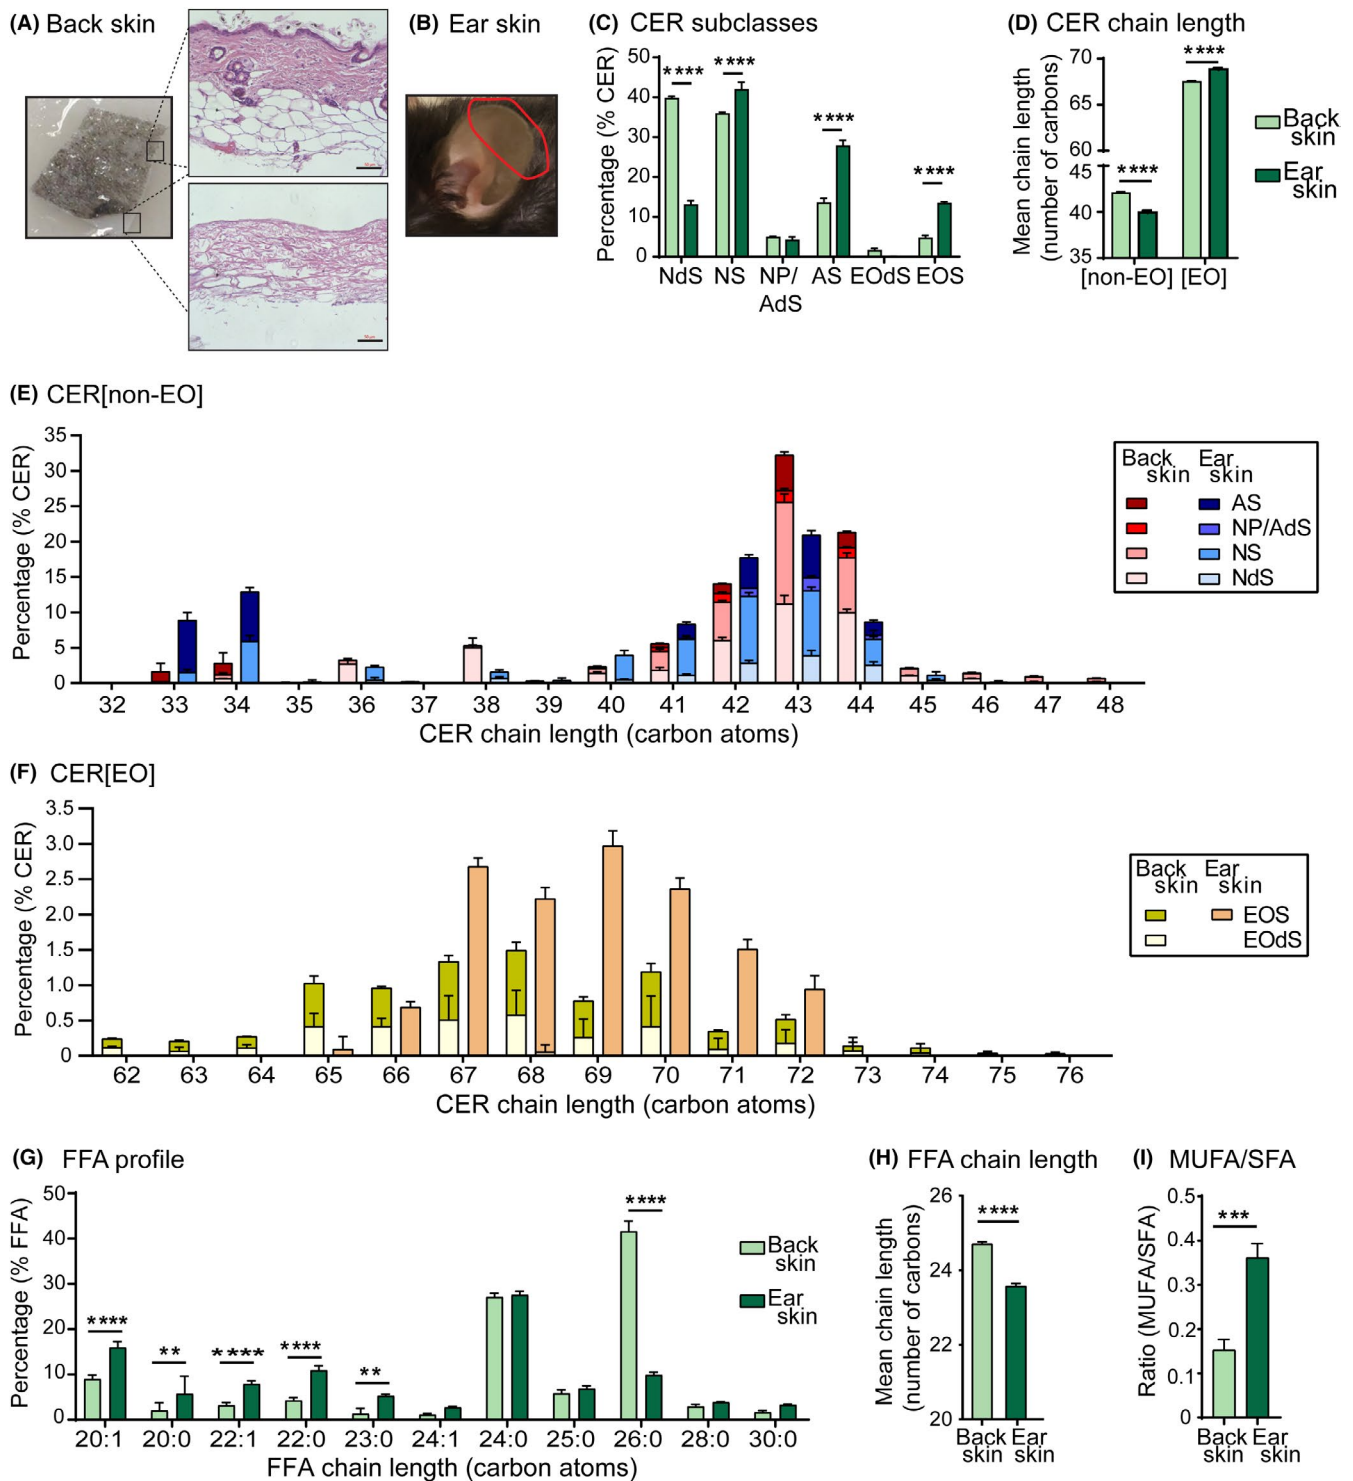 (A) Back skin
(B) Ear skin
(C) CER subclasses
Percentage (% CER)
50
40
30
20
10
0
****
****
****
****
NdS NS NP/ AS EOdS EOS
AdS
(D) CER chain length
Mean chain length
(number of carbons)
70
65
60
45
40
35
****
****
[non-EO] [EO]
Back
skin
Ear
skin
(E) CER[non-EO]
Percentage (% CER)
35
30
25
20
15
10
5
0
32 33 34 35 36 37 38 39 40 41 42 43 44 45 46 47 48
CER chain length (carbon atoms)
Back Ear
skin skin
AS
NP/AdS
NS
NdS
(F) CER[EO]
Percentage (% CER)
3.5
3.0
2.5
2.0
1.5
1.0
0.5
0
62 63 64 65 66 67 68 69 70 71 72 73 74 75 76
CER chain length (carbon atoms)
Back Ear
skin skin
EOS
EOdS
(G) FFA profile
Percentage (% FFA)
50
40
30
20
10
0
****
**
****
****
**
****
20:1 20:0 22:1 22:0 23:0 24:1 24:0 25:0 26:0 28:0 30:0
FFA chain length (carbon atoms)
Back
skin
Ear
skin
(H) FFA chain length
Mean chain length
(number of carbons)
26
24
22
20
****
Back Ear
skin skin
(I) MUFA/SFA
Ratio (MUFA/SFA)
0.5
0.4
0.3
0.2
0.1
0
***
Back Ear
skin skin